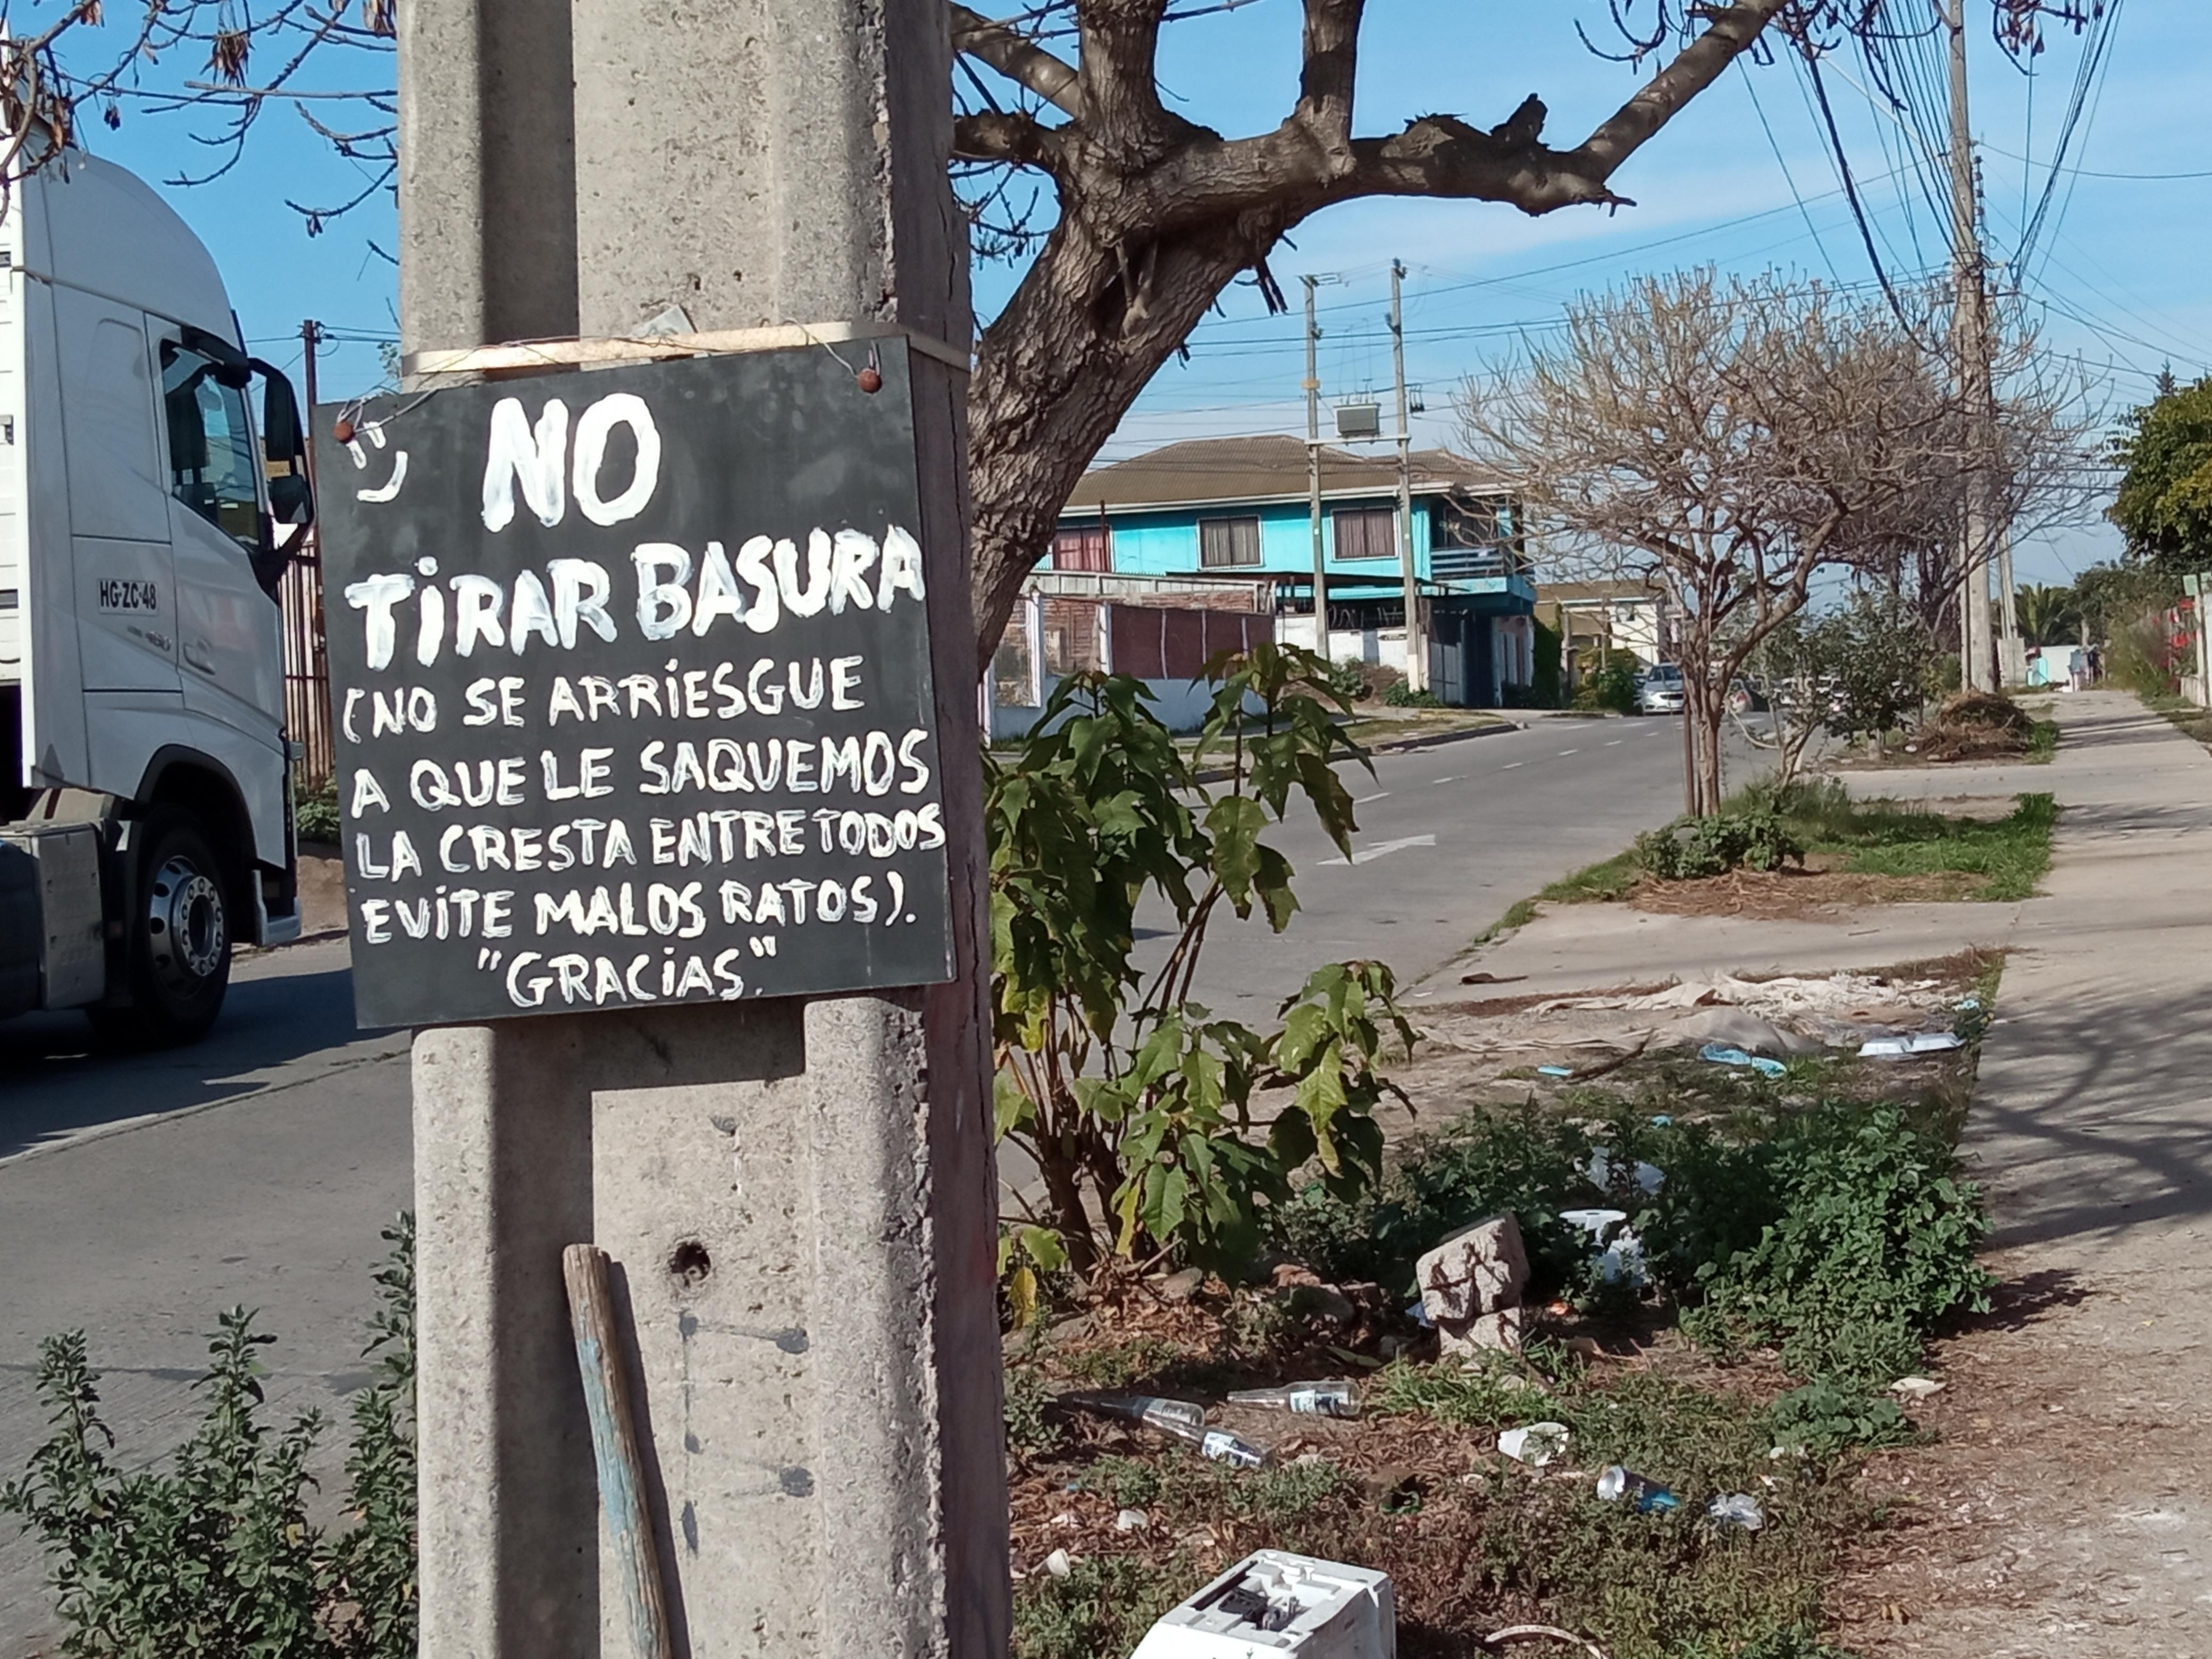 NO
TiRAR BASURA
(NO SE ARRiESGUE
A QUE LE SAQUEMOS
LA CRESTA ENTRE TODOS
EViTE MALOS RATOS).
"GRACiAS."
HG·ZC·48